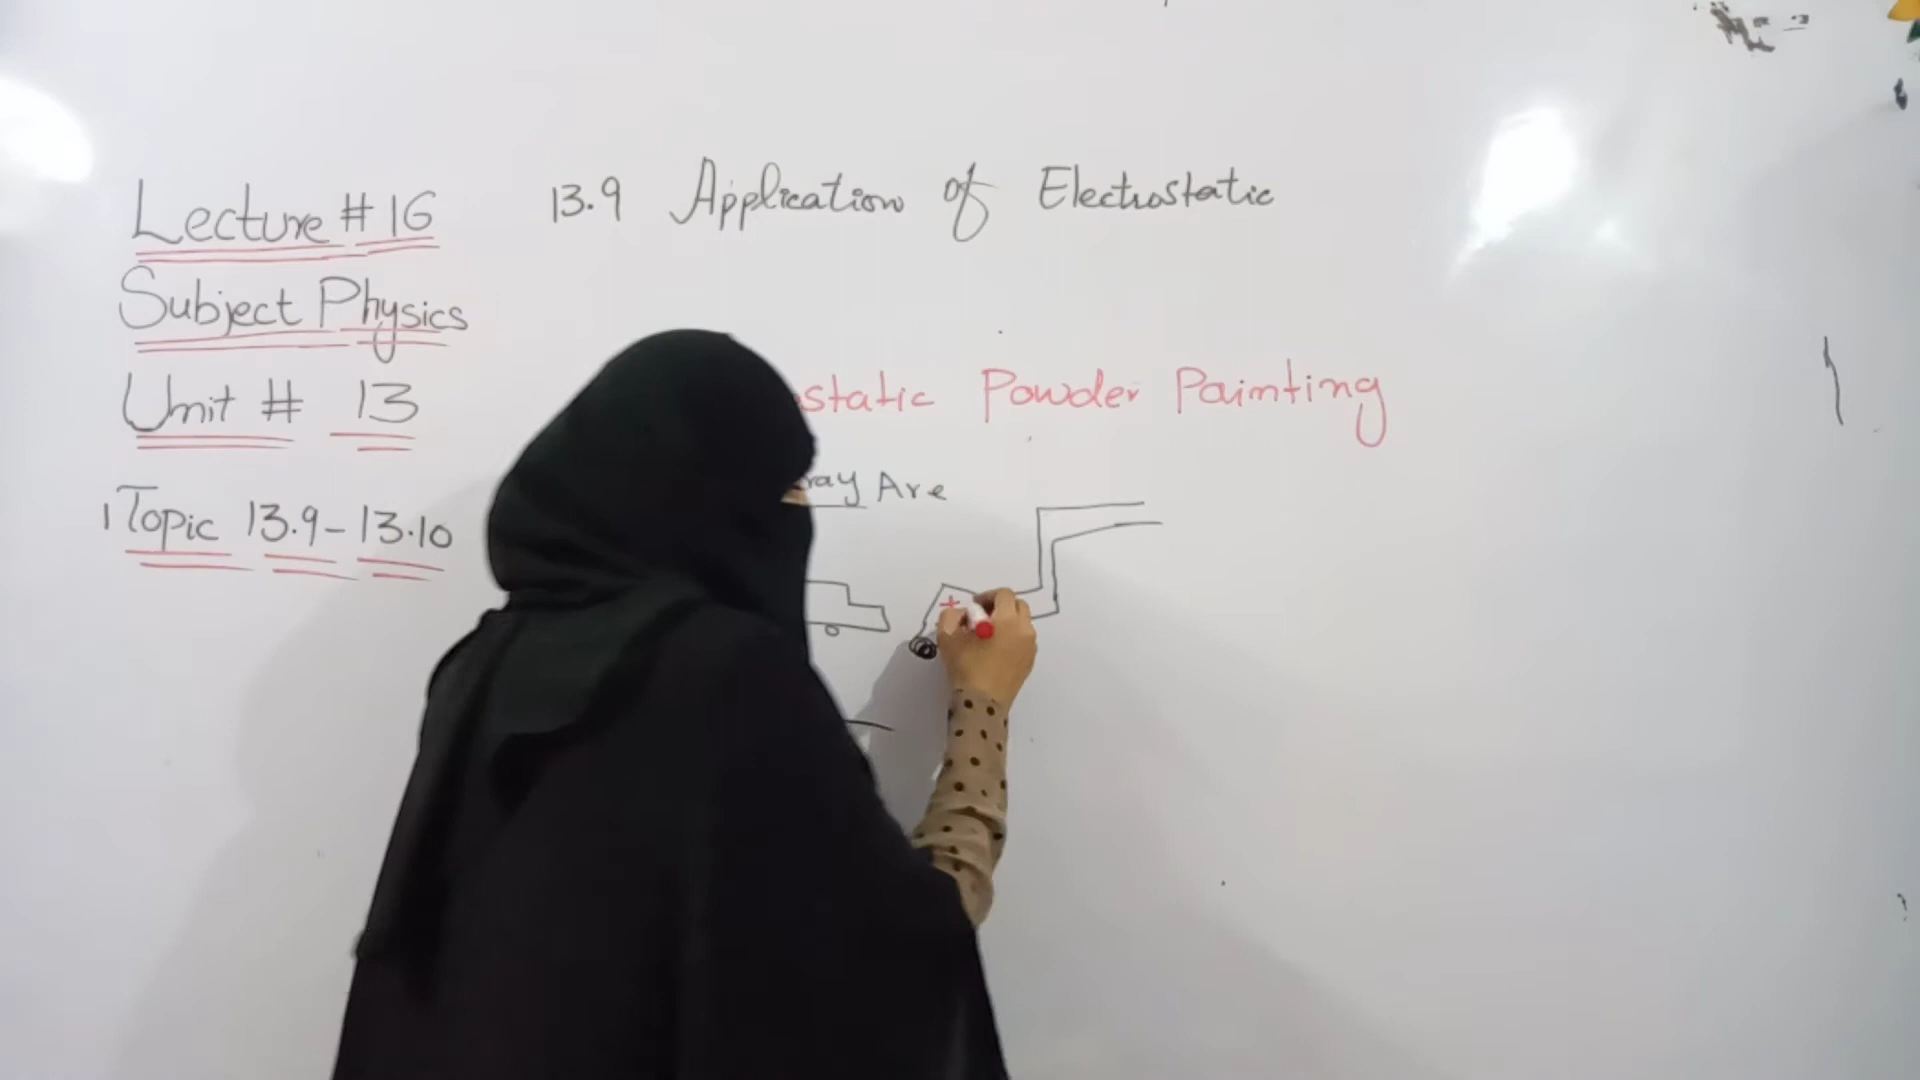 Lecture # 16
Subject Physics
Unit # 13
Topic 13.9-13.10
13.9 Application of Electrostatic
static Powder Painting
ray Are
+